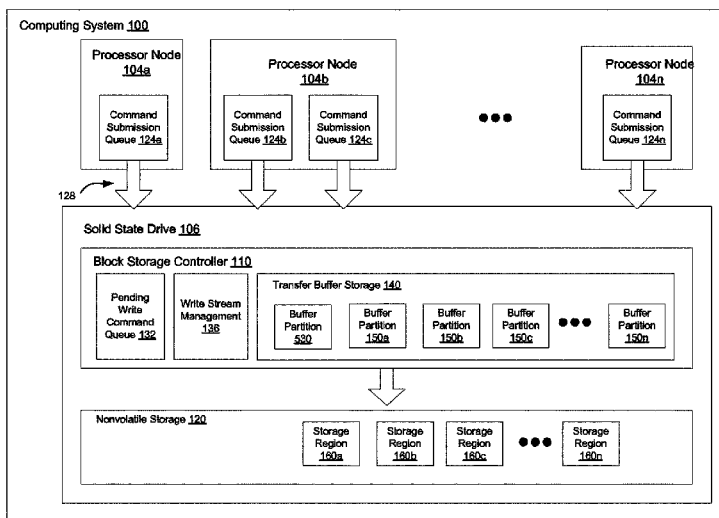 Computing System 100
Processor Node
104a
Command
Submission
Queue 124a
Processor Node
104b
Command
Submission
Queue 124b
Command
Submission
Queue 124c
Processor Node
104n
Command
Submission
Queue 124n
128
Solid State Drive 106
Block Storage Controller 110
Pending
Write
Command
Queue 132
Write Stream
Management
136
Transfer Buffer Storage 140
Buffer
Partition
530
Buffer
Partition
150a
Buffer
Partition
150b
Buffer
Partition
150c
Buffer
Partition
150n
Nonvolatile Storage 120
Storage
Region
160a
Storage
Region
160b
Storage
Region
160c
Storage
Region
160n